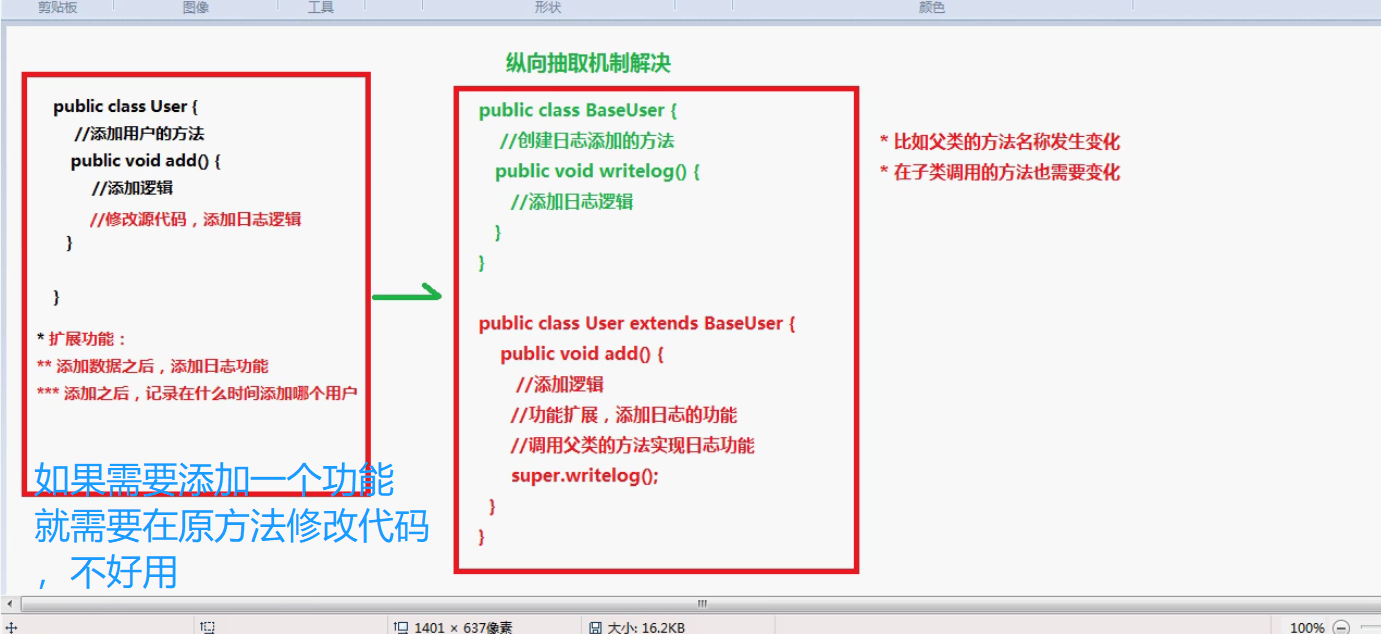 剪贴板 图像 工具 形状 颜色
纵向抽取机制解决
public class User {
//添加用户的方法
public void add() {
//添加逻辑
//修改源代码，添加日志逻辑
}
}
* 扩展功能：
** 添加数据之后，添加日志功能
*** 添加之后，记录在什么时间添加哪个用户
如果需要添加一个功能
就需要在原方法修改代码
，不好用
public class BaseUser {
//创建日志添加的方法
public void writelog() {
//添加日志逻辑
}
}
public class User extends BaseUser {
public void add() {
//添加逻辑
//功能扩展，添加日志的功能
//调用父类的方法实现日志功能
super.writelog();
}
}
* 比如父类的方法名称发生变化
* 在子类调用的方法也需要变化
1401 × 637像素 大小: 16.2KB 100%